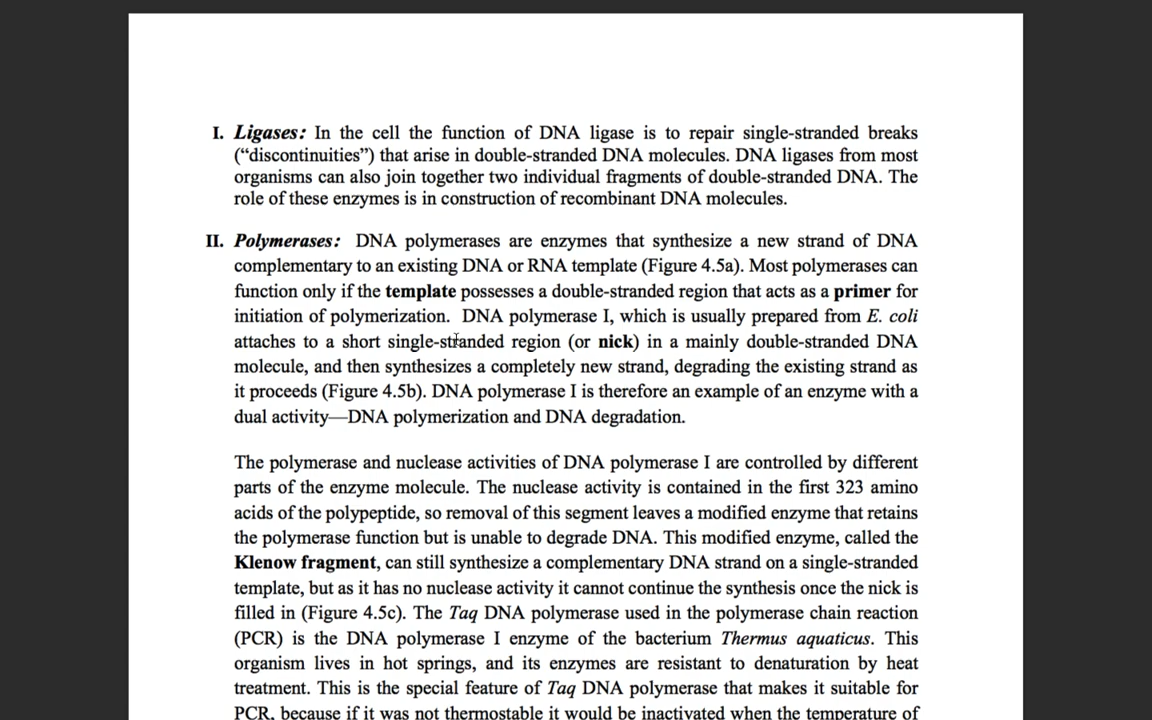 I. Ligases: In the cell the function of DNA ligase is to repair single-stranded breaks
(“discontinuities”) that arise in double-stranded DNA molecules. DNA ligases from most
organisms can also join together two individual fragments of double-stranded DNA. The
role of these enzymes is in construction of recombinant DNA molecules.
II. Polymerases: DNA polymerases are enzymes that synthesize a new strand of DNA
complementary to an existing DNA or RNA template (Figure 4.5a). Most polymerases can
function only if the template possesses a double-stranded region that acts as a primer for
initiation of polymerization. DNA polymerase I, which is usually prepared from E. coli
attaches to a short single-stranded region (or nick) in a mainly double-stranded DNA
molecule, and then synthesizes a completely new strand, degrading the existing strand as
it proceeds (Figure 4.5b). DNA polymerase I is therefore an example of an enzyme with a
dual activity—DNA polymerization and DNA degradation.
The polymerase and nuclease activities of DNA polymerase I are controlled by different
parts of the enzyme molecule. The nuclease activity is contained in the first 323 amino
acids of the polypeptide, so removal of this segment leaves a modified enzyme that retains
the polymerase function but is unable to degrade DNA. This modified enzyme, called the
Klenow fragment, can still synthesize a complementary DNA strand on a single-stranded
template, but as it has no nuclease activity it cannot continue the synthesis once the nick is
filled in (Figure 4.5c). The Taq DNA polymerase used in the polymerase chain reaction
(PCR) is the DNA polymerase I enzyme of the bacterium Thermus aquaticus. This
organism lives in hot springs, and its enzymes are resistant to denaturation by heat
treatment. This is the special feature of Taq DNA polymerase that makes it suitable for
PCR, because if it was not thermostable it would be inactivated when the temperature of